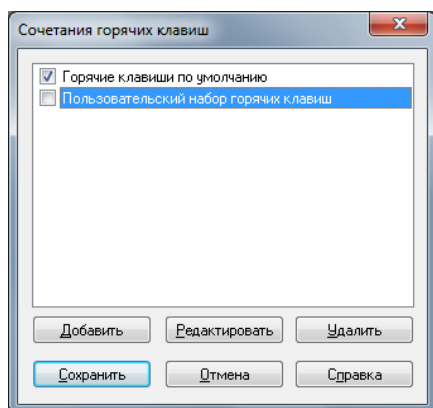 Сочетания горячих клавиш
Горячие клавиши по умолчанию
Пользовательский набор горячих клавиш
Добавить Редактировать Удалить
Сохранить Отмена Справка